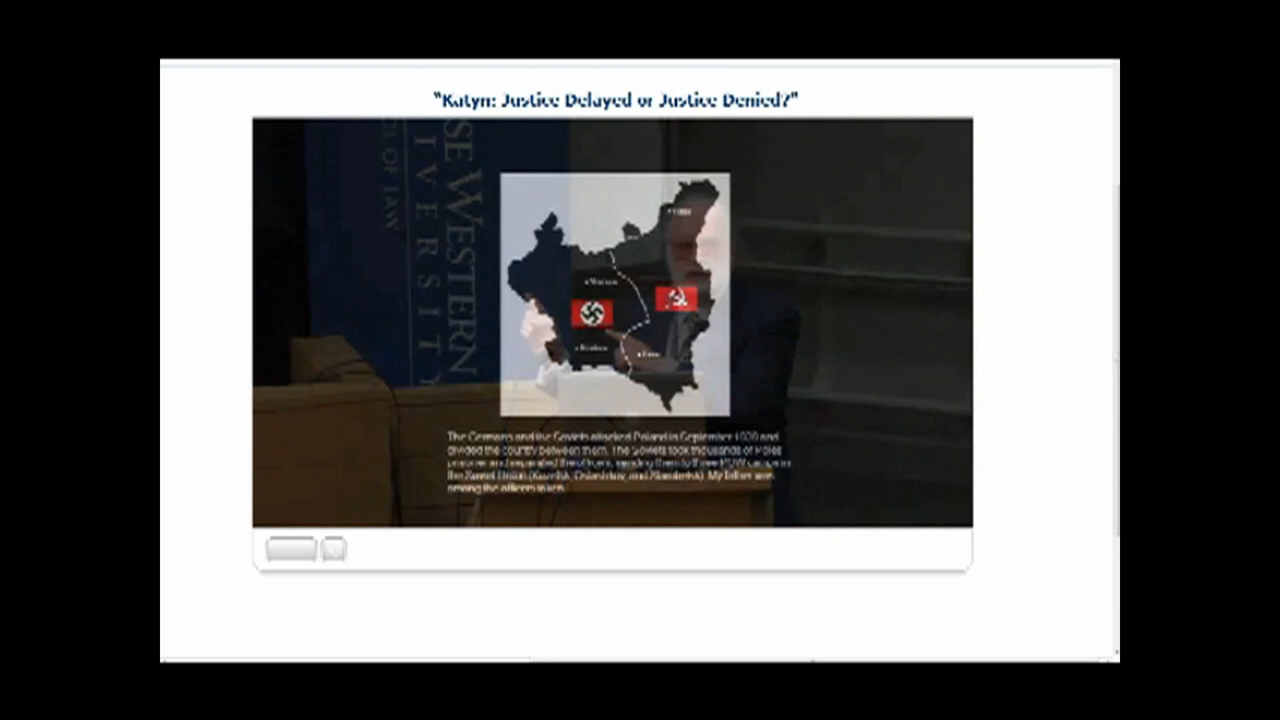 "Katyn: Justice Delayed or Justice Denied?"
SE WESTERN
IVERSITY
OF LAW
The Germans and the Soviets attacked Poland in September 1939 and
divided the country between them. The Soviets took thousands of Poles
prisoner and separated the officers, sending them to three POW camps in
the Soviet Union (Kozelsk, Ostashkov, and Starobelsk). My father was
among the officers taken.